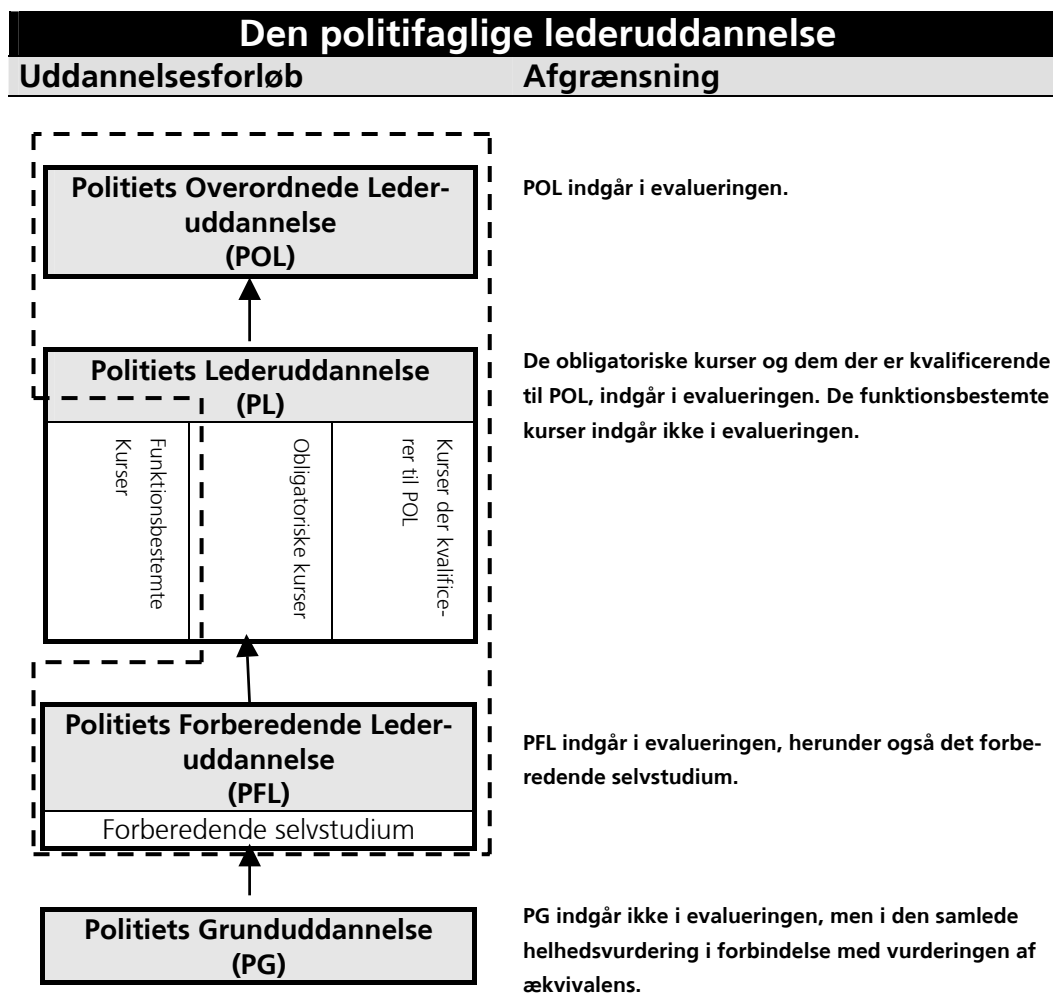 Den politifaglige lederuddannelse
Uddannelsesforløb
Afgrænsning
Politiets Overordnede Leder-
uddannelse
(POL)
POL indgår i evalueringen.
Politiets Lederuddannelse
(PL)
De obligatoriske kurser og dem der er kvalificerende
til POL, indgår i evalueringen. De funktionsbestemte
kurser indgår ikke i evalueringen.
Funktionsbestemte
Kurser
Obligatoriske kurser
Kurser der kvalifice-
rer til POL
Politiets Forberedende Leder-
uddannelse
(PFL)
Forberedende selvstudium
PFL indgår i evalueringen, herunder også det forbe-
redende selvstudium.
Politiets Grunduddannelse
(PG)
PG indgår ikke i evalueringen, men i den samlede
helhedsvurdering i forbindelse med vurderingen af
ækvivalens.